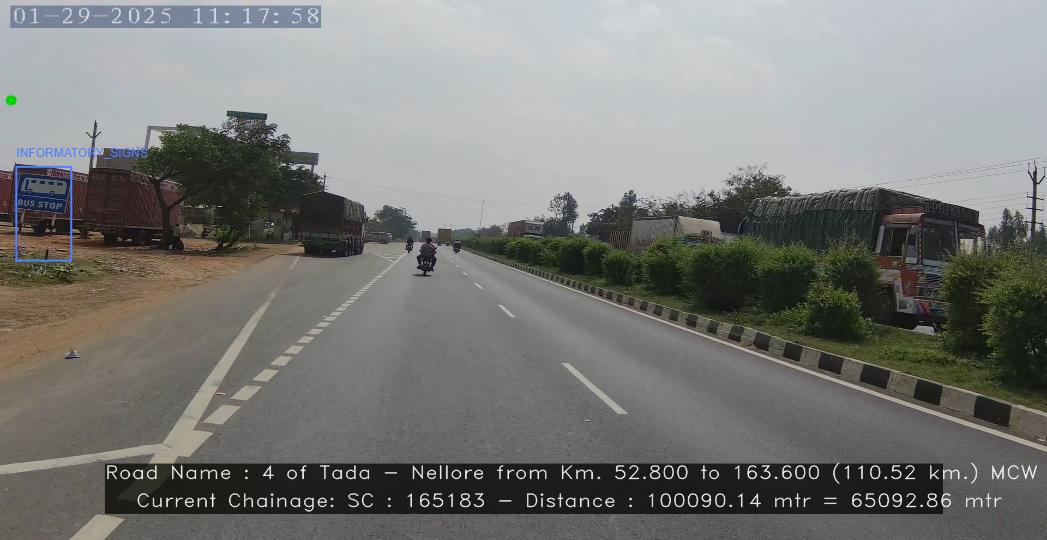 01-29-2025 11:17:58
INFORMATORY_SIGNS
BUS STOP
Road Name : 4 of Tada - Nellore from Km. 52.800 to 163.600 (110.52 km.) MCW
Current Chainage: SC : 165183 - Distance : 100090.14 mtr = 65092.86 mtr